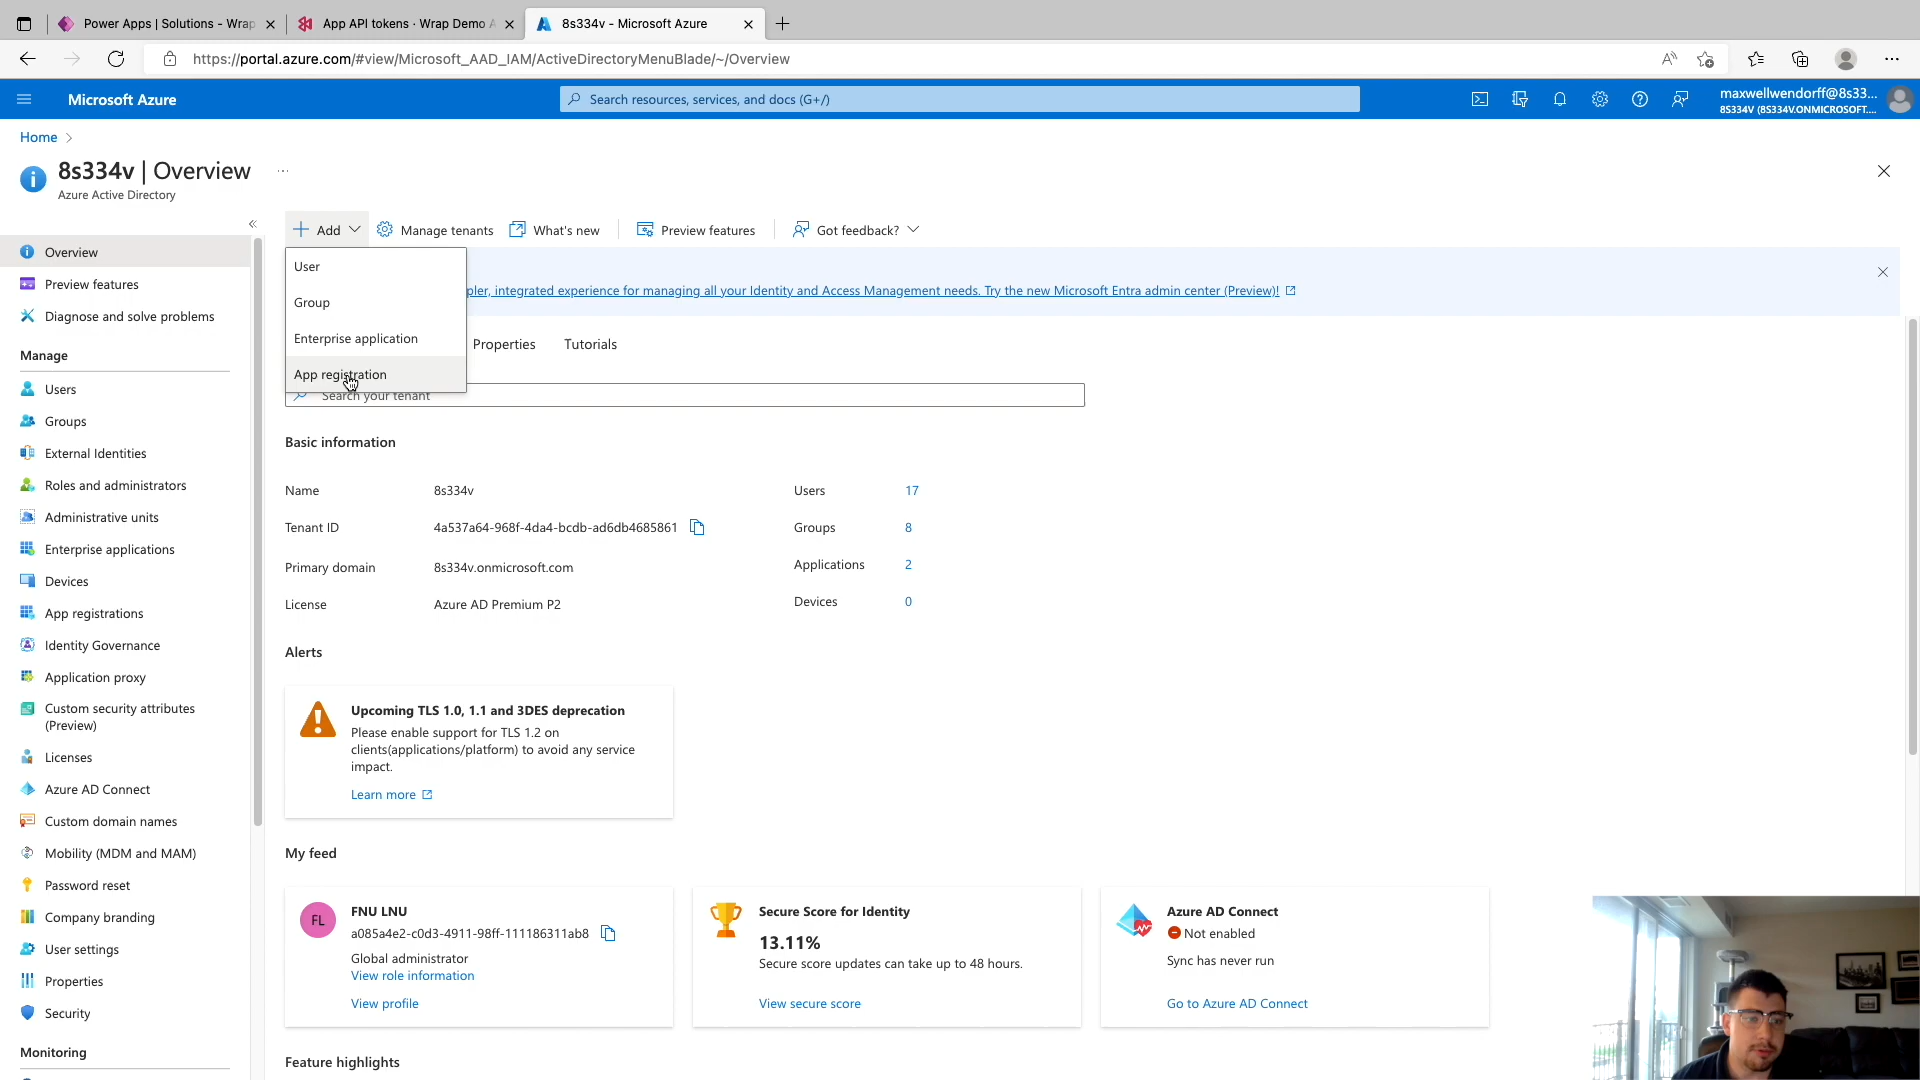 Power Apps | Solutions - Wrap
App API tokens · Wrap Demo A
8s334v - Microsoft Azure
https://portal.azure.com/#view/Microsoft_AAD_IAM/ActiveDirectoryMenuBlade/~/Overview
Microsoft Azure
Search resources, services, and docs (G+/)
maxwellwendorff@8s33...
8S334V (8S334V.ONMICROSOFT....
Home
8s334v | Overview
Azure Active Directory
Add
Manage tenants
What's new
Preview features
Got feedback?
User
Group
Enterprise application
App registration
pler, integrated experience for managing all your Identity and Access Management needs. Try the new Microsoft Entra admin center (Preview)!
Properties
Tutorials
Search your tenant
Overview
Preview features
Diagnose and solve problems
Manage
Users
Groups
External Identities
Roles and administrators
Administrative units
Enterprise applications
Devices
App registrations
Identity Governance
Application proxy
Custom security attributes
(Preview)
Licenses
Azure AD Connect
Custom domain names
Mobility (MDM and MAM)
Password reset
Company branding
User settings
Properties
Security
Monitoring
Basic information
Name 8s334v Users 17
Tenant ID 4a537a64-968f-4da4-bcdb-ad6db4685861 Groups 8
Primary domain 8s334v.onmicrosoft.com Applications 2
License Azure AD Premium P2 Devices 0
Alerts
Upcoming TLS 1.0, 1.1 and 3DES deprecation
Please enable support for TLS 1.2 on
clients(applications/platform) to avoid any service
impact.
Learn more
My feed
FL
FNU LNU
a085a4e2-c0d3-4911-98ff-111186311ab8
Global administrator
View role information
View profile
Secure Score for Identity
13.11%
Secure score updates can take up to 48 hours.
View secure score
Azure AD Connect
Not enabled
Sync has never run
Go to Azure AD Connect
Feature highlights